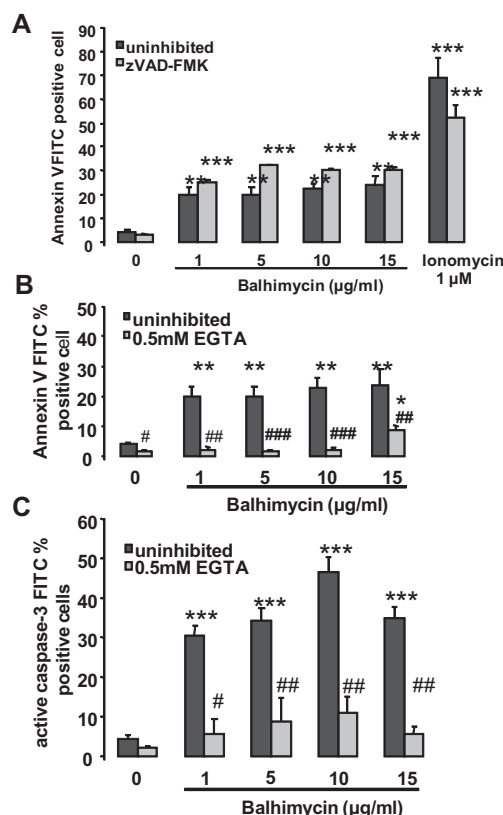 A
uninhibited
zVAD-FMK
Annexin VFITC positive cell
90
80
70
60
50
40
30
20
10
0
** *** ** *** ** *** ** *** *** ***
0 1 5 10 15 Ionomycin
1 µM
Balhimycin (µg/ml)
B
uninhibited
0.5mM EGTA
Annexin V FITC %
positive cell
50
40
30
20
10
0
# ** ## ** ### ** ### ** * ##
0 1 5 10 15
Balhimycin (µg/ml)
C
uninhibited
0.5mM EGTA
active caspase-3 FITC %
positive cells
60
50
40
30
20
10
0
*** # *** ## *** ## *** ##
0 1 5 10 15
Balhimycin (µg/ml)